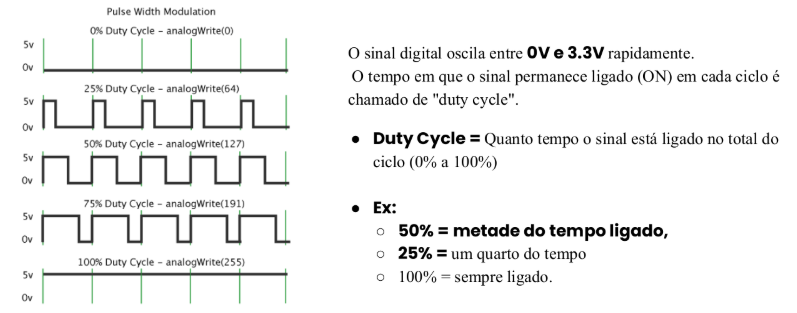 Pulse Width Modulation
0% Duty Cycle – analogWrite(0)
5v
0v
25% Duty Cycle – analogWrite(64)
5v
0v
50% Duty Cycle – analogWrite(127)
5v
0v
75% Duty Cycle – analogWrite(191)
5v
0v
100% Duty Cycle – analogWrite(255)
5v
0v
O sinal digital oscila entre 0V e 3.3V rapidamente.
O tempo em que o sinal permanece ligado (ON) em cada ciclo é
chamado de "duty cycle".
● Duty Cycle = Quanto tempo o sinal está ligado no total do
ciclo (0% a 100%)
● Ex:
○ 50% = metade do tempo ligado,
○ 25% = um quarto do tempo
○ 100% = sempre ligado.